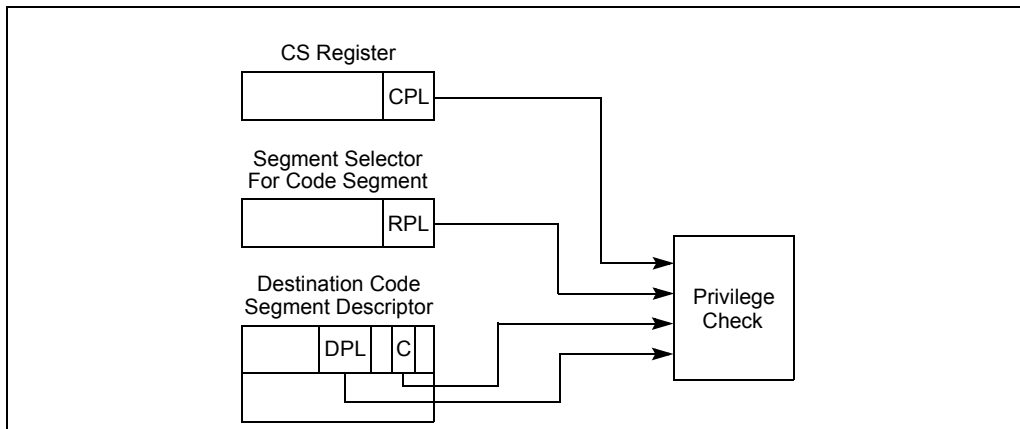 CS Register
CPL
Segment Selector
For Code Segment
RPL
Destination Code
Segment Descriptor
DPL
C
Privilege
Check